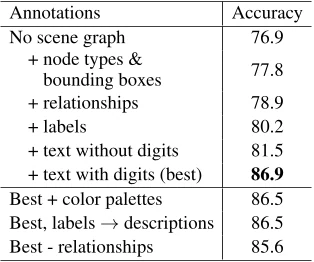 Annotations Accuracy
No scene graph 76.9
+ node types &
bounding boxes 77.8
+ relationships 78.9
+ labels 80.2
+ text without digits 81.5
+ text with digits (best) 86.9
Best + color palettes 86.5
Best, labels → descriptions 86.5
Best - relationships 85.6